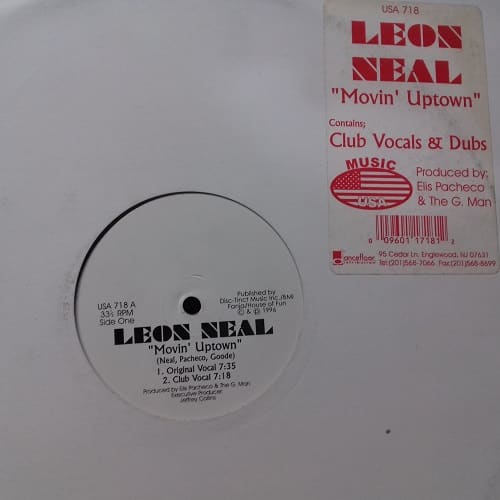 USA 718
LEON
NEAL
"Movin' Uptown"
Contains;
Club Vocals & Dubs
MUSIC
USA
Produced by;
Elis Pacheco
& The G. Man
0 09601 17181 2
Dancefloor
distribution
95 Cedar Ln. Englewood, NJ 07631
Tel:(201)568-7066 Fax:(201)568-8699
USA 718 A
33⅓ RPM
Side One
Published by
Disc-Tinct Music Inc.(BMI)
Fanja/House of Fun
© & ℗ 1996
LEON NEAL
"Movin' Uptown"
(Neal, Pacheco, Goode)
1. Original Vocal 7:35
2. Club Vocal 7:18
Produced by Elis Pacheco & The G. Man
Executive Producer
Jeffrey Collins